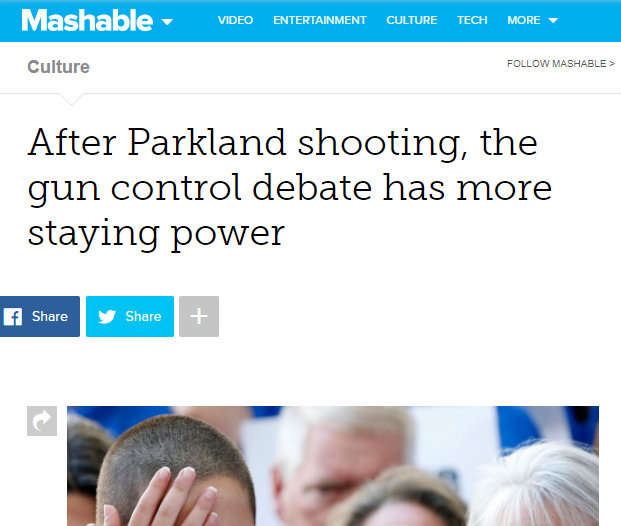 Mashable VIDEO ENTERTAINMENT CULTURE TECH MORE
Culture FOLLOW MASHABLE >
After Parkland shooting, the
gun control debate has more
staying power
Share Share +